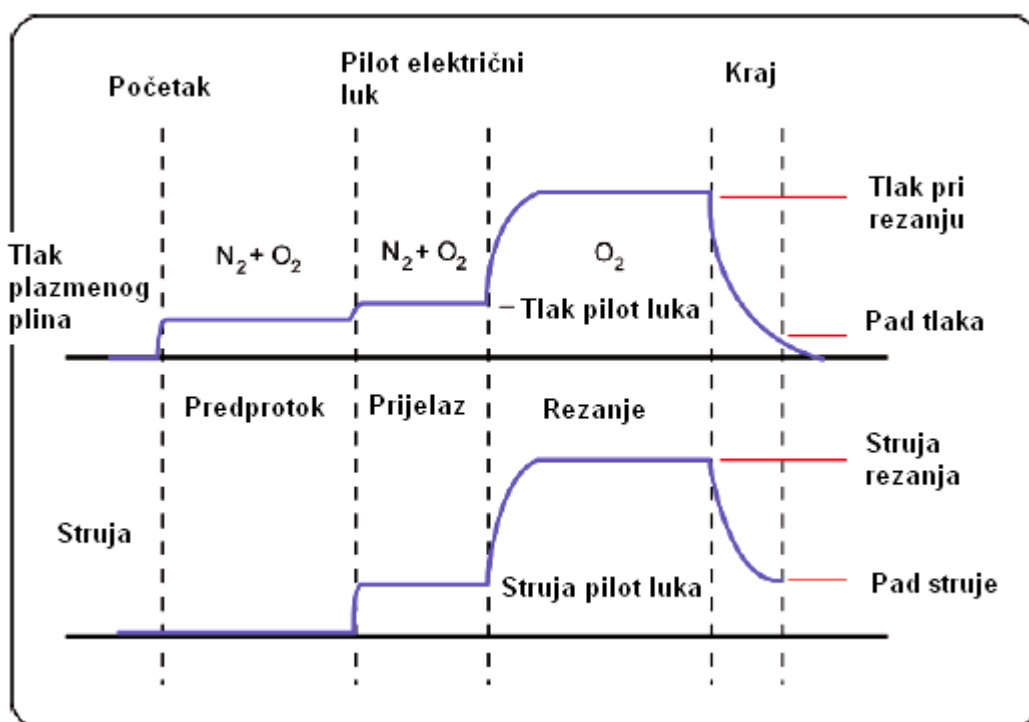 Početak
Pilot električni
luk
Kraj
Tlak pri
rezanju
Tlak
plazmenog
plina
N₂+ O₂
N₂+ O₂
O₂
Tlak pilot luka
Pad tlaka
Predprotok
Prijelaz
Rezanje
Struja
rezanja
Struja
Struja pilot luka
Pad struje